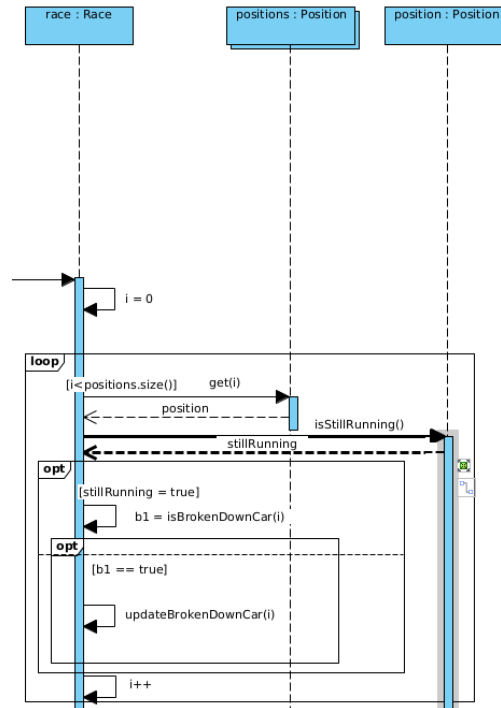 race : Race
positions : Position
position : Position
i = 0
loop
[i<positions.size()]
get(i)
position
isStillRunning()
stillRunning
opt
[stillRunning = true]
b1 = isBrokenDownCar(i)
opt
[b1 == true]
updateBrokenDownCar(i)
i++